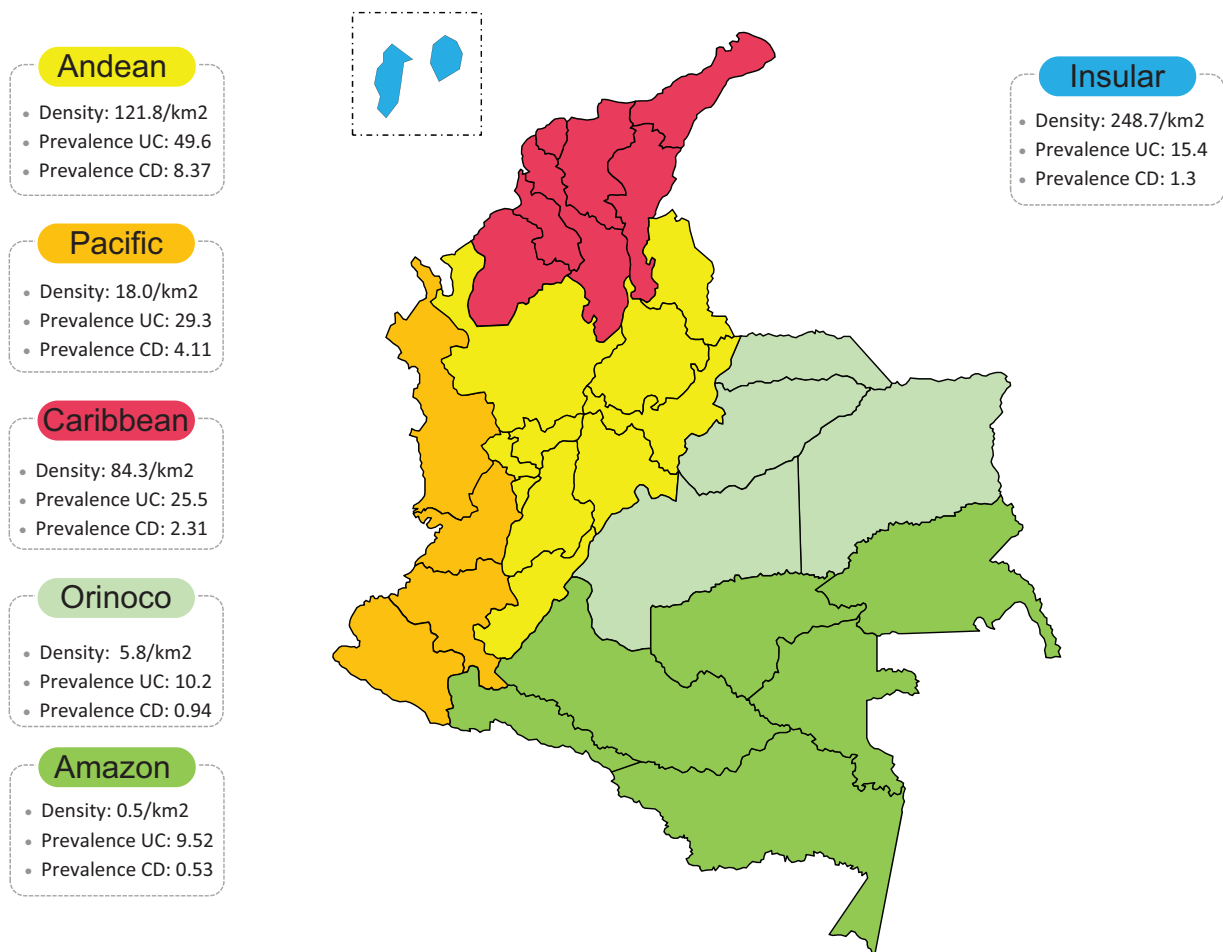 Andean
• Density: 121.8/km2
• Prevalence UC: 49.6
• Prevalence CD: 8.37
Pacific
• Density: 18.0/km2
• Prevalence UC: 29.3
• Prevalence CD: 4.11
Caribbean
• Density: 84.3/km2
• Prevalence UC: 25.5
• Prevalence CD: 2.31
Orinoco
• Density: 5.8/km2
• Prevalence UC: 10.2
• Prevalence CD: 0.94
Amazon
• Density: 0.5/km2
• Prevalence UC: 9.52
• Prevalence CD: 0.53
Insular
• Density: 248.7/km2
• Prevalence UC: 15.4
• Prevalence CD: 1.3